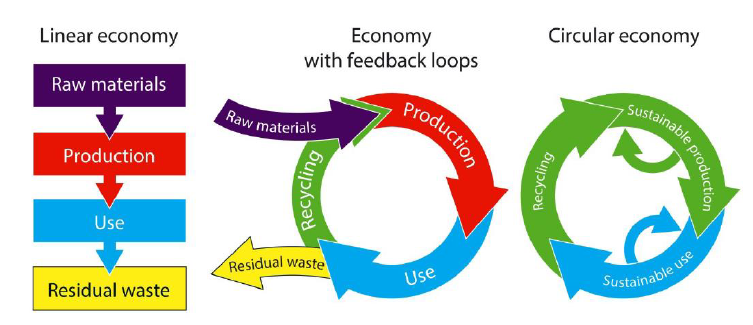 Linear economy
Raw materials
Production
Use
Residual waste
Economy
with feedback loops
Raw materials
Production
Use
Recycling
Residual waste
Circular economy
Sustainable production
Sustainable use
Recycling